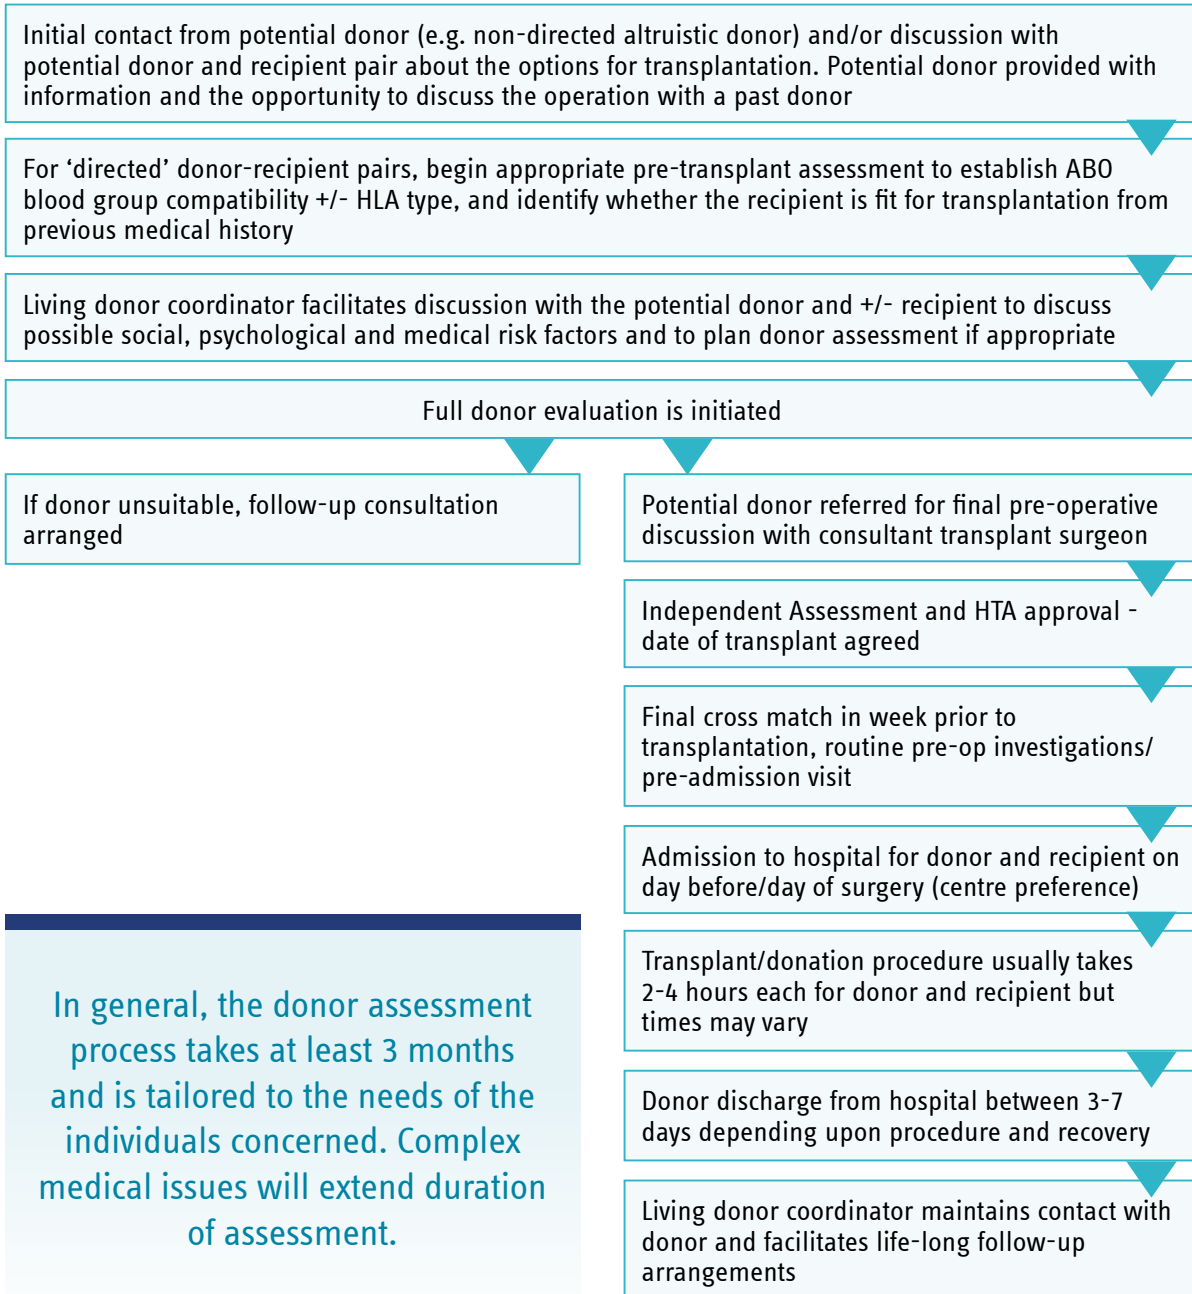 Initial contact from potential donor (e.g. non-directed altruistic donor) and/or discussion with
potential donor and recipient pair about the options for transplantation. Potential donor provided with
information and the opportunity to discuss the operation with a past donor
For ‘directed’ donor-recipient pairs, begin appropriate pre-transplant assessment to establish ABO
blood group compatibility +/- HLA type, and identify whether the recipient is fit for transplantation from
previous medical history
Living donor coordinator facilitates discussion with the potential donor and +/- recipient to discuss
possible social, psychological and medical risk factors and to plan donor assessment if appropriate
Full donor evaluation is initiated
If donor unsuitable, follow-up consultation
arranged
Potential donor referred for final pre-operative
discussion with consultant transplant surgeon
Independent Assessment and HTA approval -
date of transplant agreed
Final cross match in week prior to
transplantation, routine pre-op investigations/
pre-admission visit
Admission to hospital for donor and recipient on
day before/day of surgery (centre preference)
Transplant/donation procedure usually takes
2-4 hours each for donor and recipient but
times may vary
Donor discharge from hospital between 3-7
days depending upon procedure and recovery
Living donor coordinator maintains contact with
donor and facilitates life-long follow-up
arrangements
In general, the donor assessment
process takes at least 3 months
and is tailored to the needs of the
individuals concerned. Complex
medical issues will extend duration
of assessment.